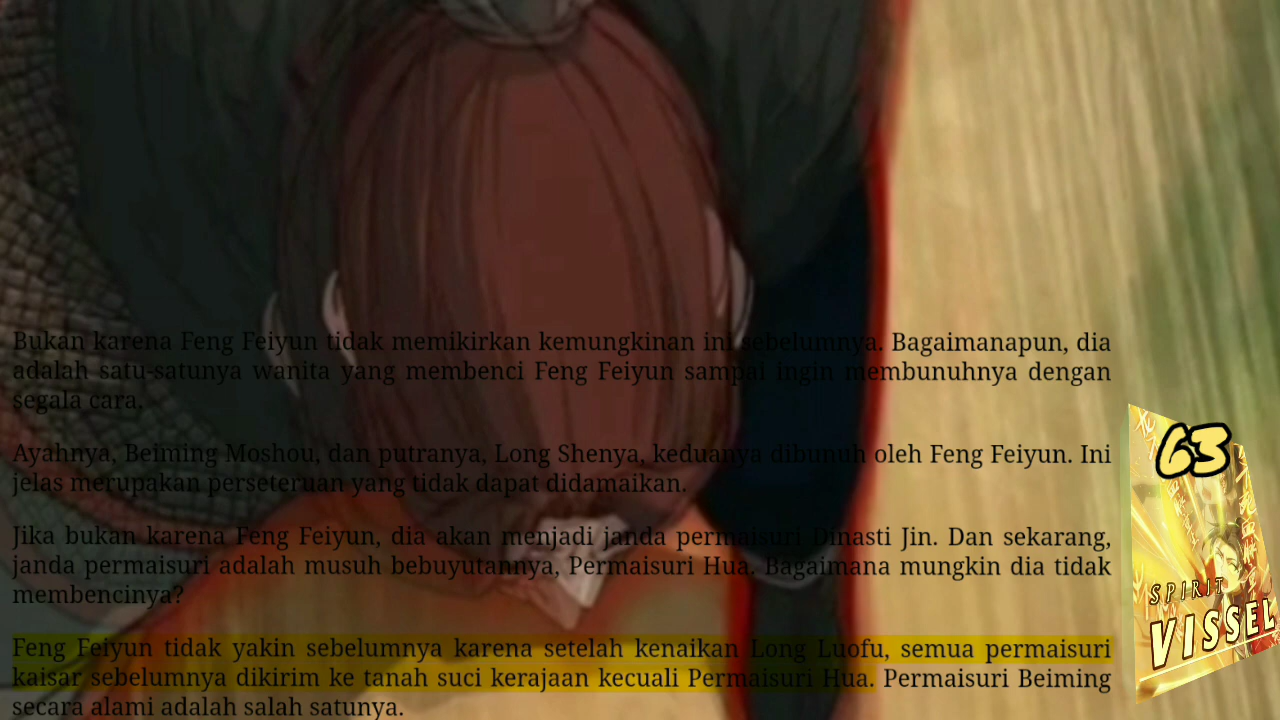 Bukan karena Feng Feiyun tidak memikirkan kemungkinan ini sebelumnya. Bagaimanapun, dia
adalah satu-satunya wanita yang membenci Feng Feiyun sampai ingin membunuhnya dengan
segala cara.
Ayahnya, Beiming Moshou, dan putranya, Long Shenya, keduanya dibunuh oleh Feng Feiyun. Ini
jelas merupakan perseteruan yang tidak dapat didamaikan.
Jika bukan karena Feng Feiyun, dia akan menjadi janda permaisuri Dinasti Jin. Dan sekarang,
janda permaisuri adalah musuh bebuyutannya, Permaisuri Hua. Bagaimana mungkin dia tidak
membencinya?
Feng Feiyun tidak yakin sebelumnya karena setelah kenaikan Long Luofu, semua permaisuri
kaisar sebelumnya dikirim ke tanah suci kerajaan kecuali Permaisuri Hua. Permaisuri Beiming
secara alami adalah salah satunya.
63
SPIRIT
VISSEL